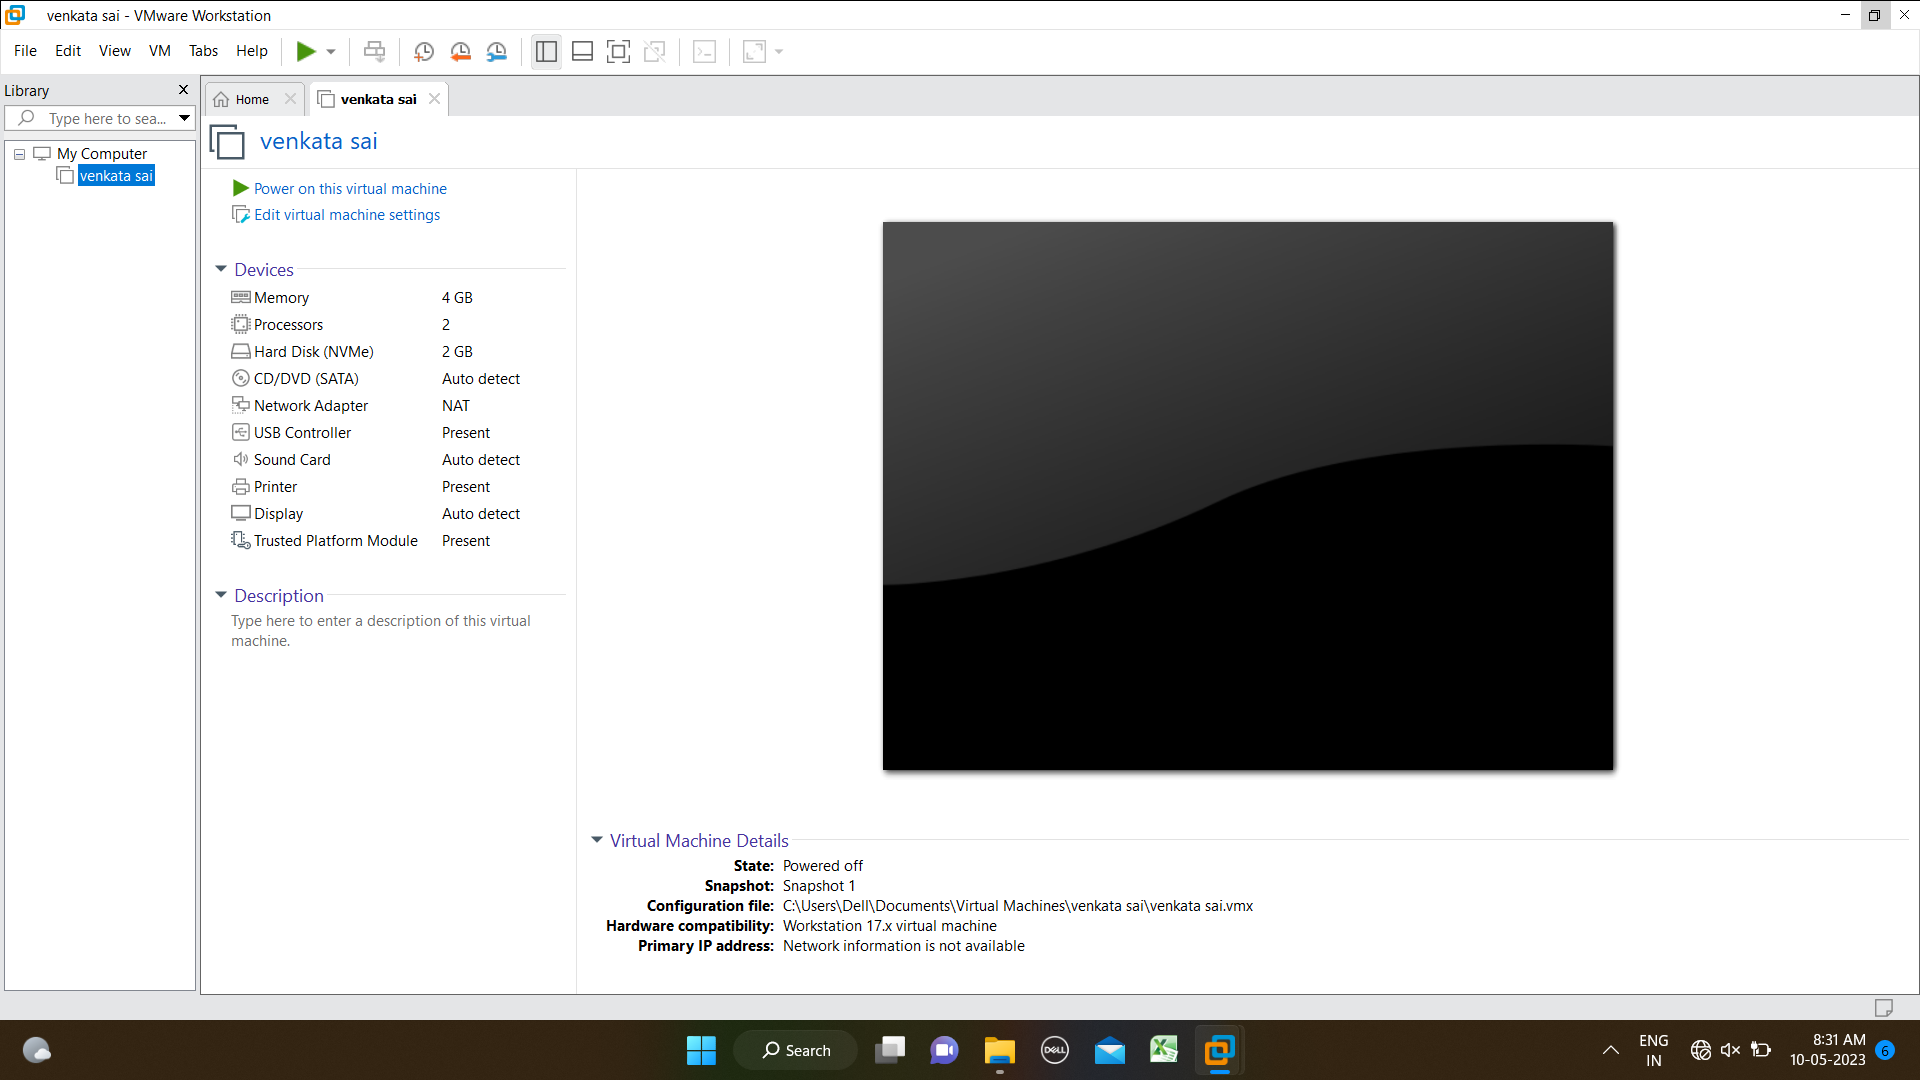 venkata sai - VMware Workstation
File Edit View VM Tabs Help
Library
Type here to sea...
My Computer
venkata sai
Home
venkata sai
venkata sai
Power on this virtual machine
Edit virtual machine settings
Devices
Memory 4 GB
Processors 2
Hard Disk (NVMe) 2 GB
CD/DVD (SATA) Auto detect
Network Adapter NAT
USB Controller Present
Sound Card Auto detect
Printer Present
Display Auto detect
Trusted Platform Module Present
Description
Type here to enter a description of this virtual
machine.
Virtual Machine Details
State: Powered off
Snapshot: Snapshot 1
Configuration file: C:\Users\Dell\Documents\Virtual Machines\venkata sai\venkata sai.vmx
Hardware compatibility: Workstation 17.x virtual machine
Primary IP address: Network information is not available
Search
DELL
ENG
IN
8:31 AM
10-05-2023
6